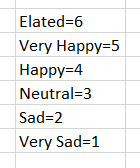 Elated=6
Very Happy=5
Happy=4
Neutral=3
Sad=2
Very Sad=1